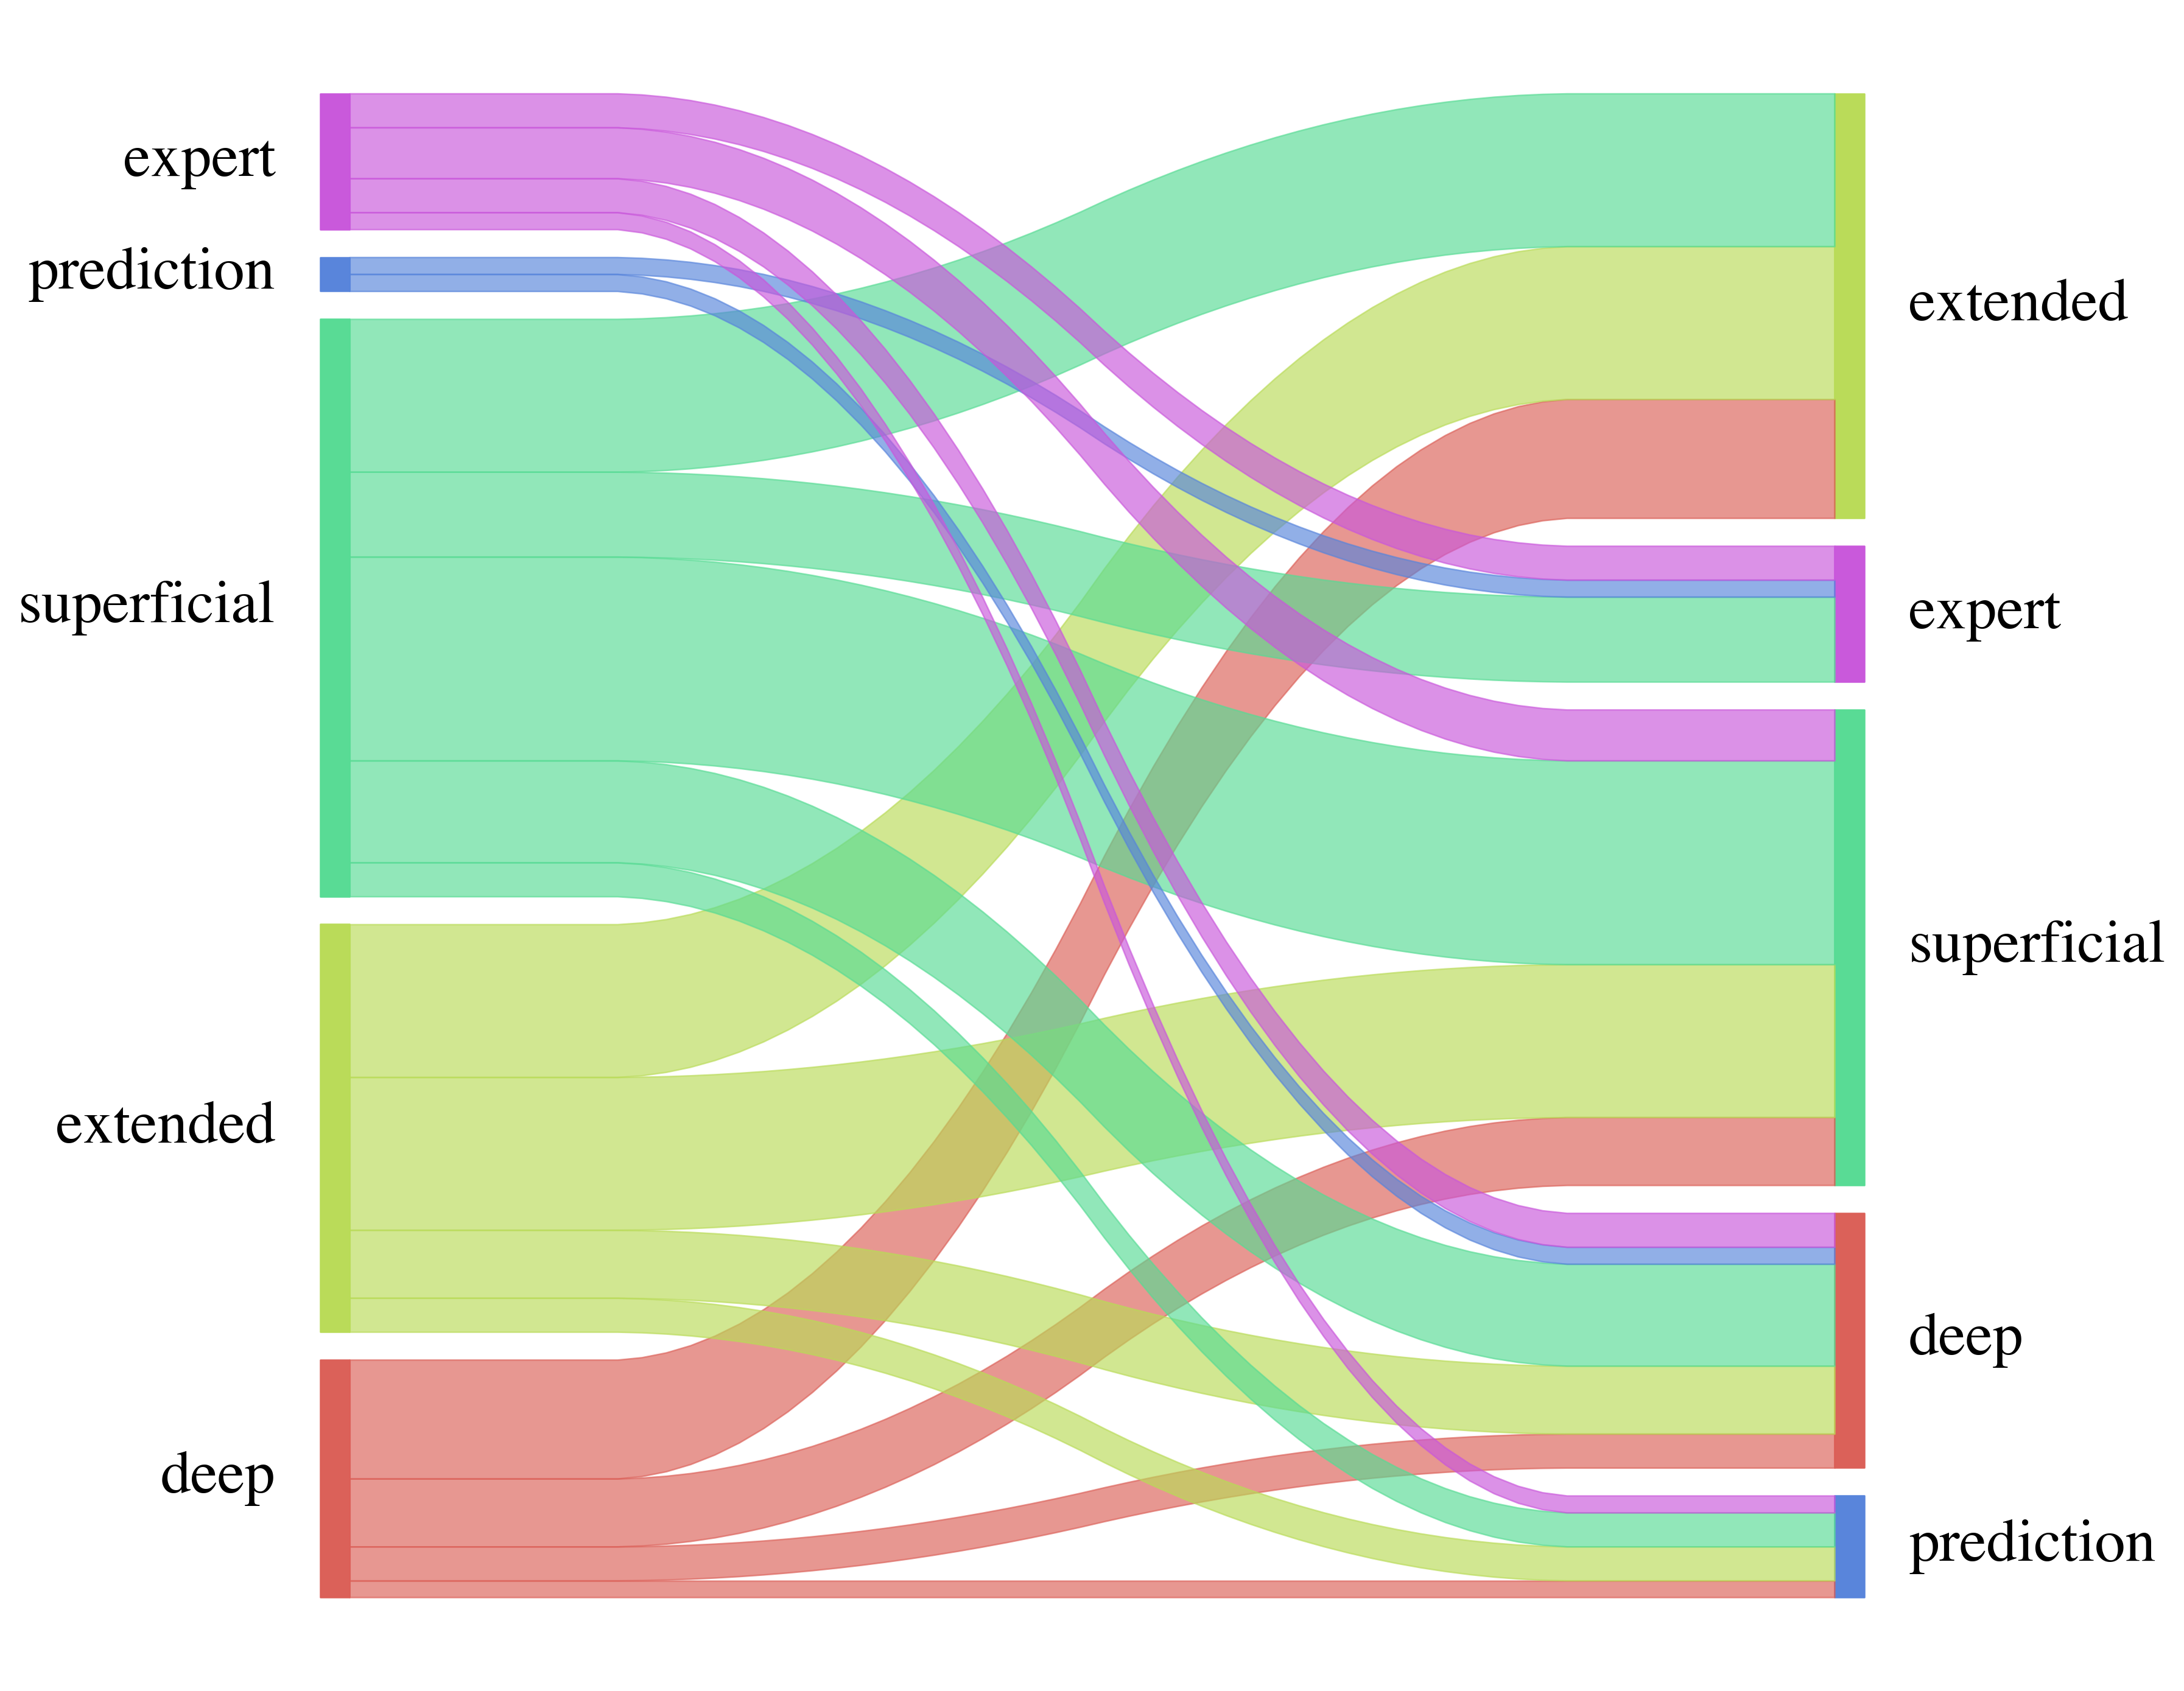 expert
prediction
superficial
extended
deep
extended
expert
superficial
deep
prediction